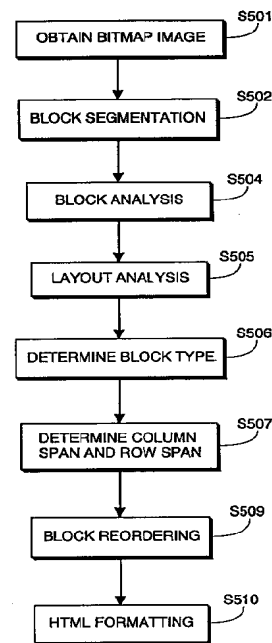 S501
OBTAIN BITMAP IMAGE
S502
BLOCK SEGMENTATION
S504
BLOCK ANALYSIS
S505
LAYOUT ANALYSIS
S506
DETERMINE BLOCK TYPE.
S507
DETERMINE COLUMN
SPAN AND ROW SPAN
S509
BLOCK REORDERING
S510
HTML FORMATTING